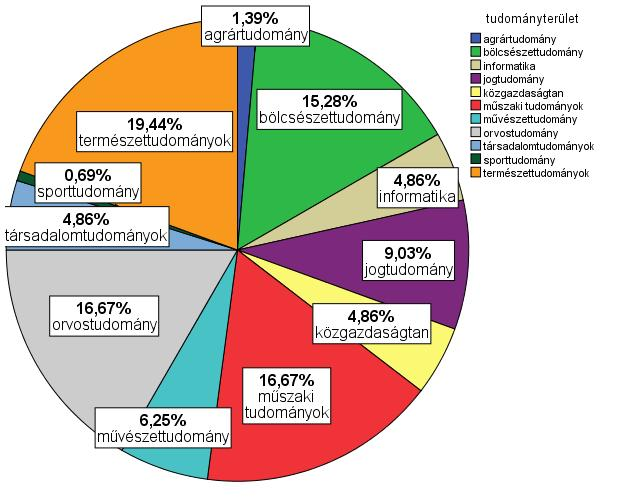 1,39%
agrártudomány
15,28%
bölcsészettudomány
4,86%
informatika
9,03%
jogtudomány
4,86%
közgazdaságtan
16,67%
műszaki
tudományok
6,25%
művészettudomány
16,67%
orvostudomány
4,86%
társadalomtudományok
0,69%
sporttudomány
19,44%
természettudományok
tudományterület
agrártudomány
bölcsészettudomány
informatika
jogtudomány
közgazdaságtan
műszaki tudományok
művészettudomány
orvostudomány
társadalomtudományok
sporttudomány
természettudományok